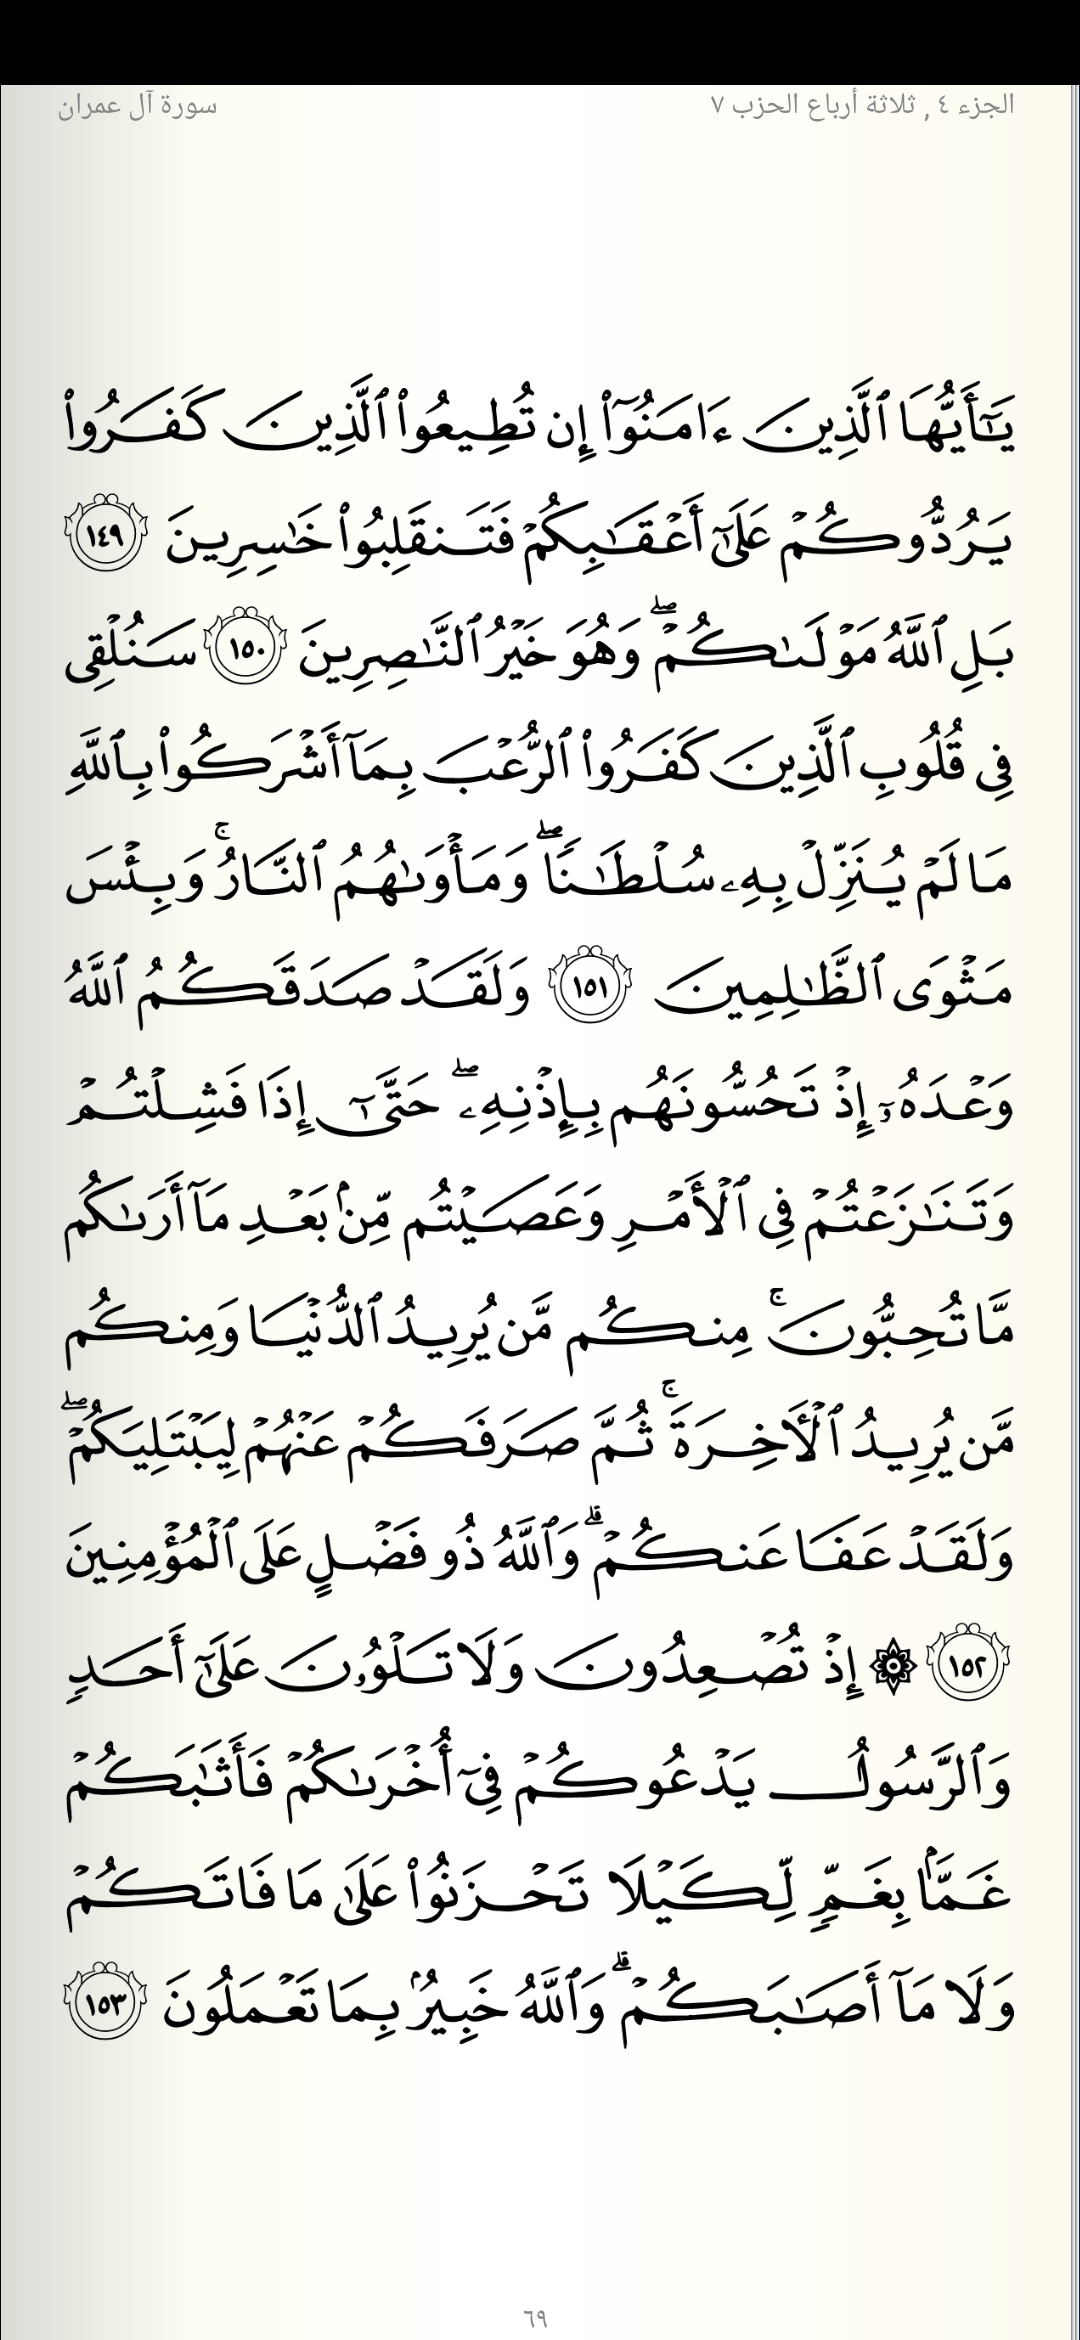 الجزء ٤ , ثلاثة أرباع الحزب ٧
سورة آل عمران
يَٰٓأَيُّهَا ٱلَّذِينَ ءَامَنُوٓا۟ إِن تُطِيعُوا۟ ٱلَّذِينَ كَفَرُوا۟
يَرُدُّوكُمْ عَلَىٰٓ أَعْقَٰبِكُمْ فَتَنقَلِبُوا۟ خَٰسِرِينَ ١٤٩
بَلِ ٱللَّهُ مَوْلَىٰكُمْ ۖ وَهُوَ خَيْرُ ٱلنَّٰصِرِينَ ١٥٠ سَنُلْقِى
فِى قُلُوبِ ٱلَّذِينَ كَفَرُوا۟ ٱلرُّعْبَ بِمَآ أَشْرَكُوا۟ بِٱللَّهِ
مَا لَمْ يُنَزِّلْ بِهِۦ سُلْطَٰنًا ۖ وَمَأْوَىٰهُمُ ٱلنَّارُ ۚ وَبِئْسَ
مَثْوَى ٱلظَّٰلِمِينَ ١٥١ وَلَقَدْ صَدَقَكُمُ ٱللَّهُ
وَعْدَهُۥٓ إِذْ تَحُسُّونَهُم بِإِذْنِهِۦ ۖ حَتَّىٰٓ إِذَا فَشِلْتُمْ
وَتَنَٰزَعْتُمْ فِى ٱلْأَمْرِ وَعَصَيْتُم مِّنۢ بَعْدِ مَآ أَرَىٰكُم
مَّا تُحِبُّونَ ۚ مِنكُم مَّن يُرِيدُ ٱلدُّنْيَا وَمِنكُم
مَّن يُرِيدُ ٱلْءَاخِرَةَ ۚ ثُمَّ صَرَفَكُمْ عَنْهُمْ لِيَبْتَلِيَكُمْ ۖ
وَلَقَدْ عَفَا عَنكُمْ ۗ وَٱللَّهُ ذُو فَضْلٍ عَلَى ٱلْمُؤْمِنِينَ
١٥٢ ۞ إِذْ تُصْعِدُونَ وَلَا تَلْوُۥنَ عَلَىٰٓ أَحَدٍ
وَٱلرَّسُولُ يَدْعُوكُمْ فِىٓ أُخْرَىٰكُمْ فَأَثَٰبَكُمْ
غَمًّۢا بِغَمٍّ لِّكَيْلَا تَحْزَنُوا۟ عَلَىٰ مَا فَاتَكُمْ
وَلَا مَآ أَصَٰبَكُمْ ۗ وَٱللَّهُ خَبِيرٌۢ بِمَا تَعْمَلُونَ ١٥٣
٦٩